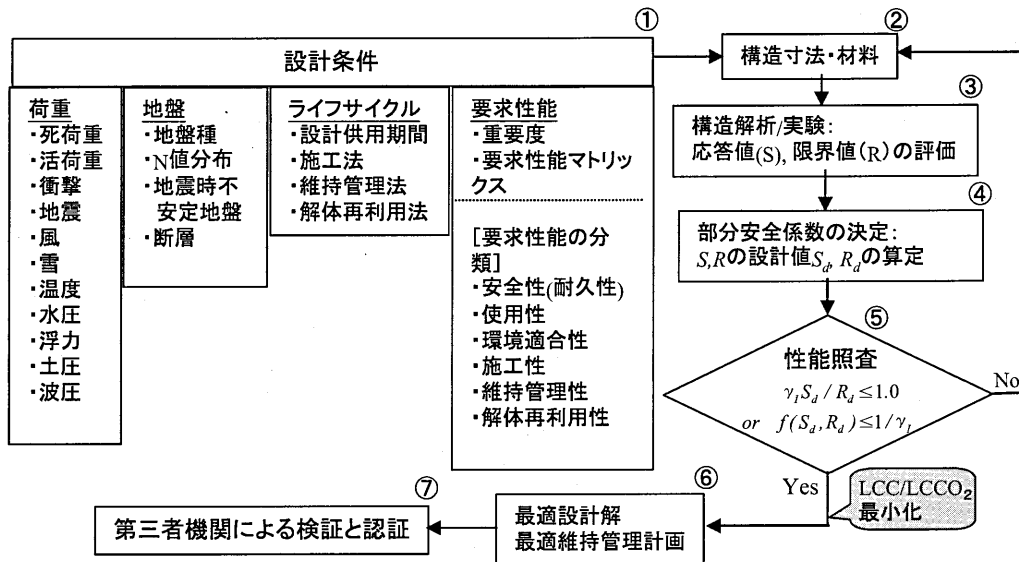 ①
設計条件
荷重
・死荷重
・活荷重
・衝撃
・地震
・風
・雪
・温度
・水圧
・浮力
・土圧
・波圧
地盤
・地盤種
・N値分布
・地震時不
安定地盤
・断層
ライフサイクル
・設計供用期間
・施工法
・維持管理法
・解体再利用法
要求性能
・重要度
・要求性能マトリッ
クス
[要求性能の分
類]
・安全性(耐久性)
・使用性
・環境適合性
・施工性
・維持管理性
・解体再利用性
②
構造寸法・材料
③
構造解析/実験:
応答値(S), 限界値(R)の評価
④
部分安全係数の決定:
S,Rの設計値Sd, Rdの算定
⑤
性能照査
γI Sd / Rd ≤ 1.0
or f(Sd, Rd) ≤ 1/γI
No
Yes
LCC/LCCO₂
最小化
⑥
最適設計解
最適維持管理計画
⑦
第三者機関による検証と認証